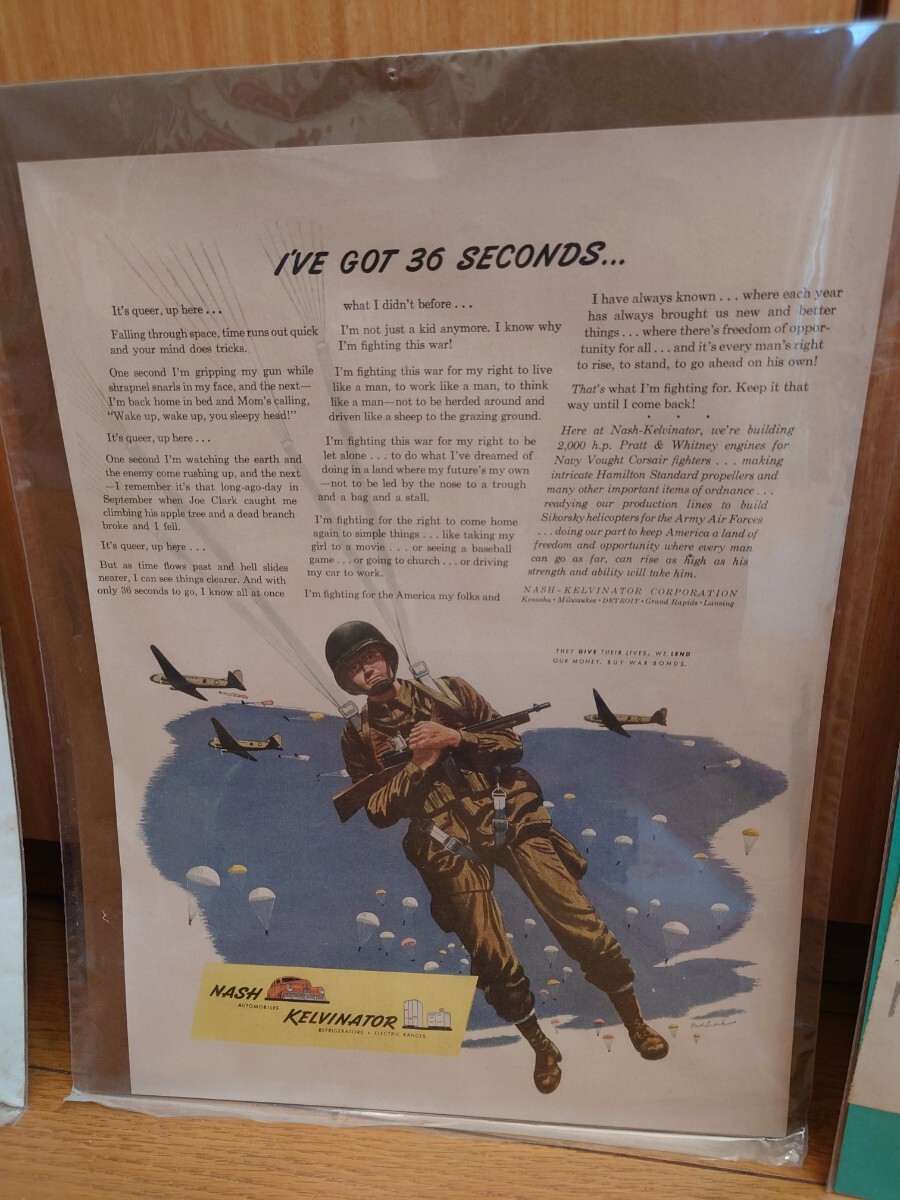 I'VE GOT 36 SECONDS...
It's queer, up here . . .
Falling through space, time runs out quick
and your mind does tricks.
One second I'm gripping my gun while
shrapnel snarls in my face, and the next—
I'm back home in bed and Mom's calling,
"Wake up, wake up, you sleepy head!"
It's queer, up here . . .
One second I'm watching the earth and
the enemy come rushing up, and the next
—I remember it's that long-ago-day in
September when Joe Clark caught me
climbing his apple tree and a dead branch
broke and I fell.
It's queer, up here . . .
But as time flows past and hell slides
nearer, I can see things clearer. And with
only 36 seconds to go, I know all at once
what I didn't before . . .
I'm not just a kid anymore. I know why
I'm fighting this war!
I'm fighting this war for my right to live
like a man, to work like a man, to think
like a man—not to be herded around and
driven like a sheep to the grazing ground.
I'm fighting this war for my right to be
let alone . . . to do what I've dreamed of
doing in a land where my future's my own
—not to be led by the nose to a trough
and a bag and a stall.
I'm fighting for the right to come home
again to simple things . . . like taking my
girl to a movie . . . or seeing a baseball
game . . . or going to church . . . or driving
my car to work.
I'm fighting for the America my folks and
I have always known . . . where each year
has always brought us new and better
things . . . where there's freedom of oppor-
tunity for all . . . and it's every man's right
to rise, to stand, to go ahead on his own!
That's what I'm fighting for. Keep it that
way until I come back!
• • •
Here at Nash-Kelvinator, we're building
2,000 h.p. Pratt & Whitney engines for
Navy Vought Corsair fighters . . . making
intricate Hamilton Standard propellers and
many other important items of ordnance . . .
readying our production lines to build
Sikorsky helicopters for the Army Air Forces
. . . doing our part to keep America a land of
freedom and opportunity where every man
can go as far, can rise as high as his
strength and ability will take him.
NASH-KELVINATOR CORPORATION
Kenosha • Milwaukee • DETROIT • Grand Rapids • Lansing
THEY GIVE THEIR LIVES, WE LEND
OUR MONEY. BUY WAR BONDS.
NASH
AUTOMOBILES
KELVINATOR
REFRIGERATORS • ELECTRIC RANGES